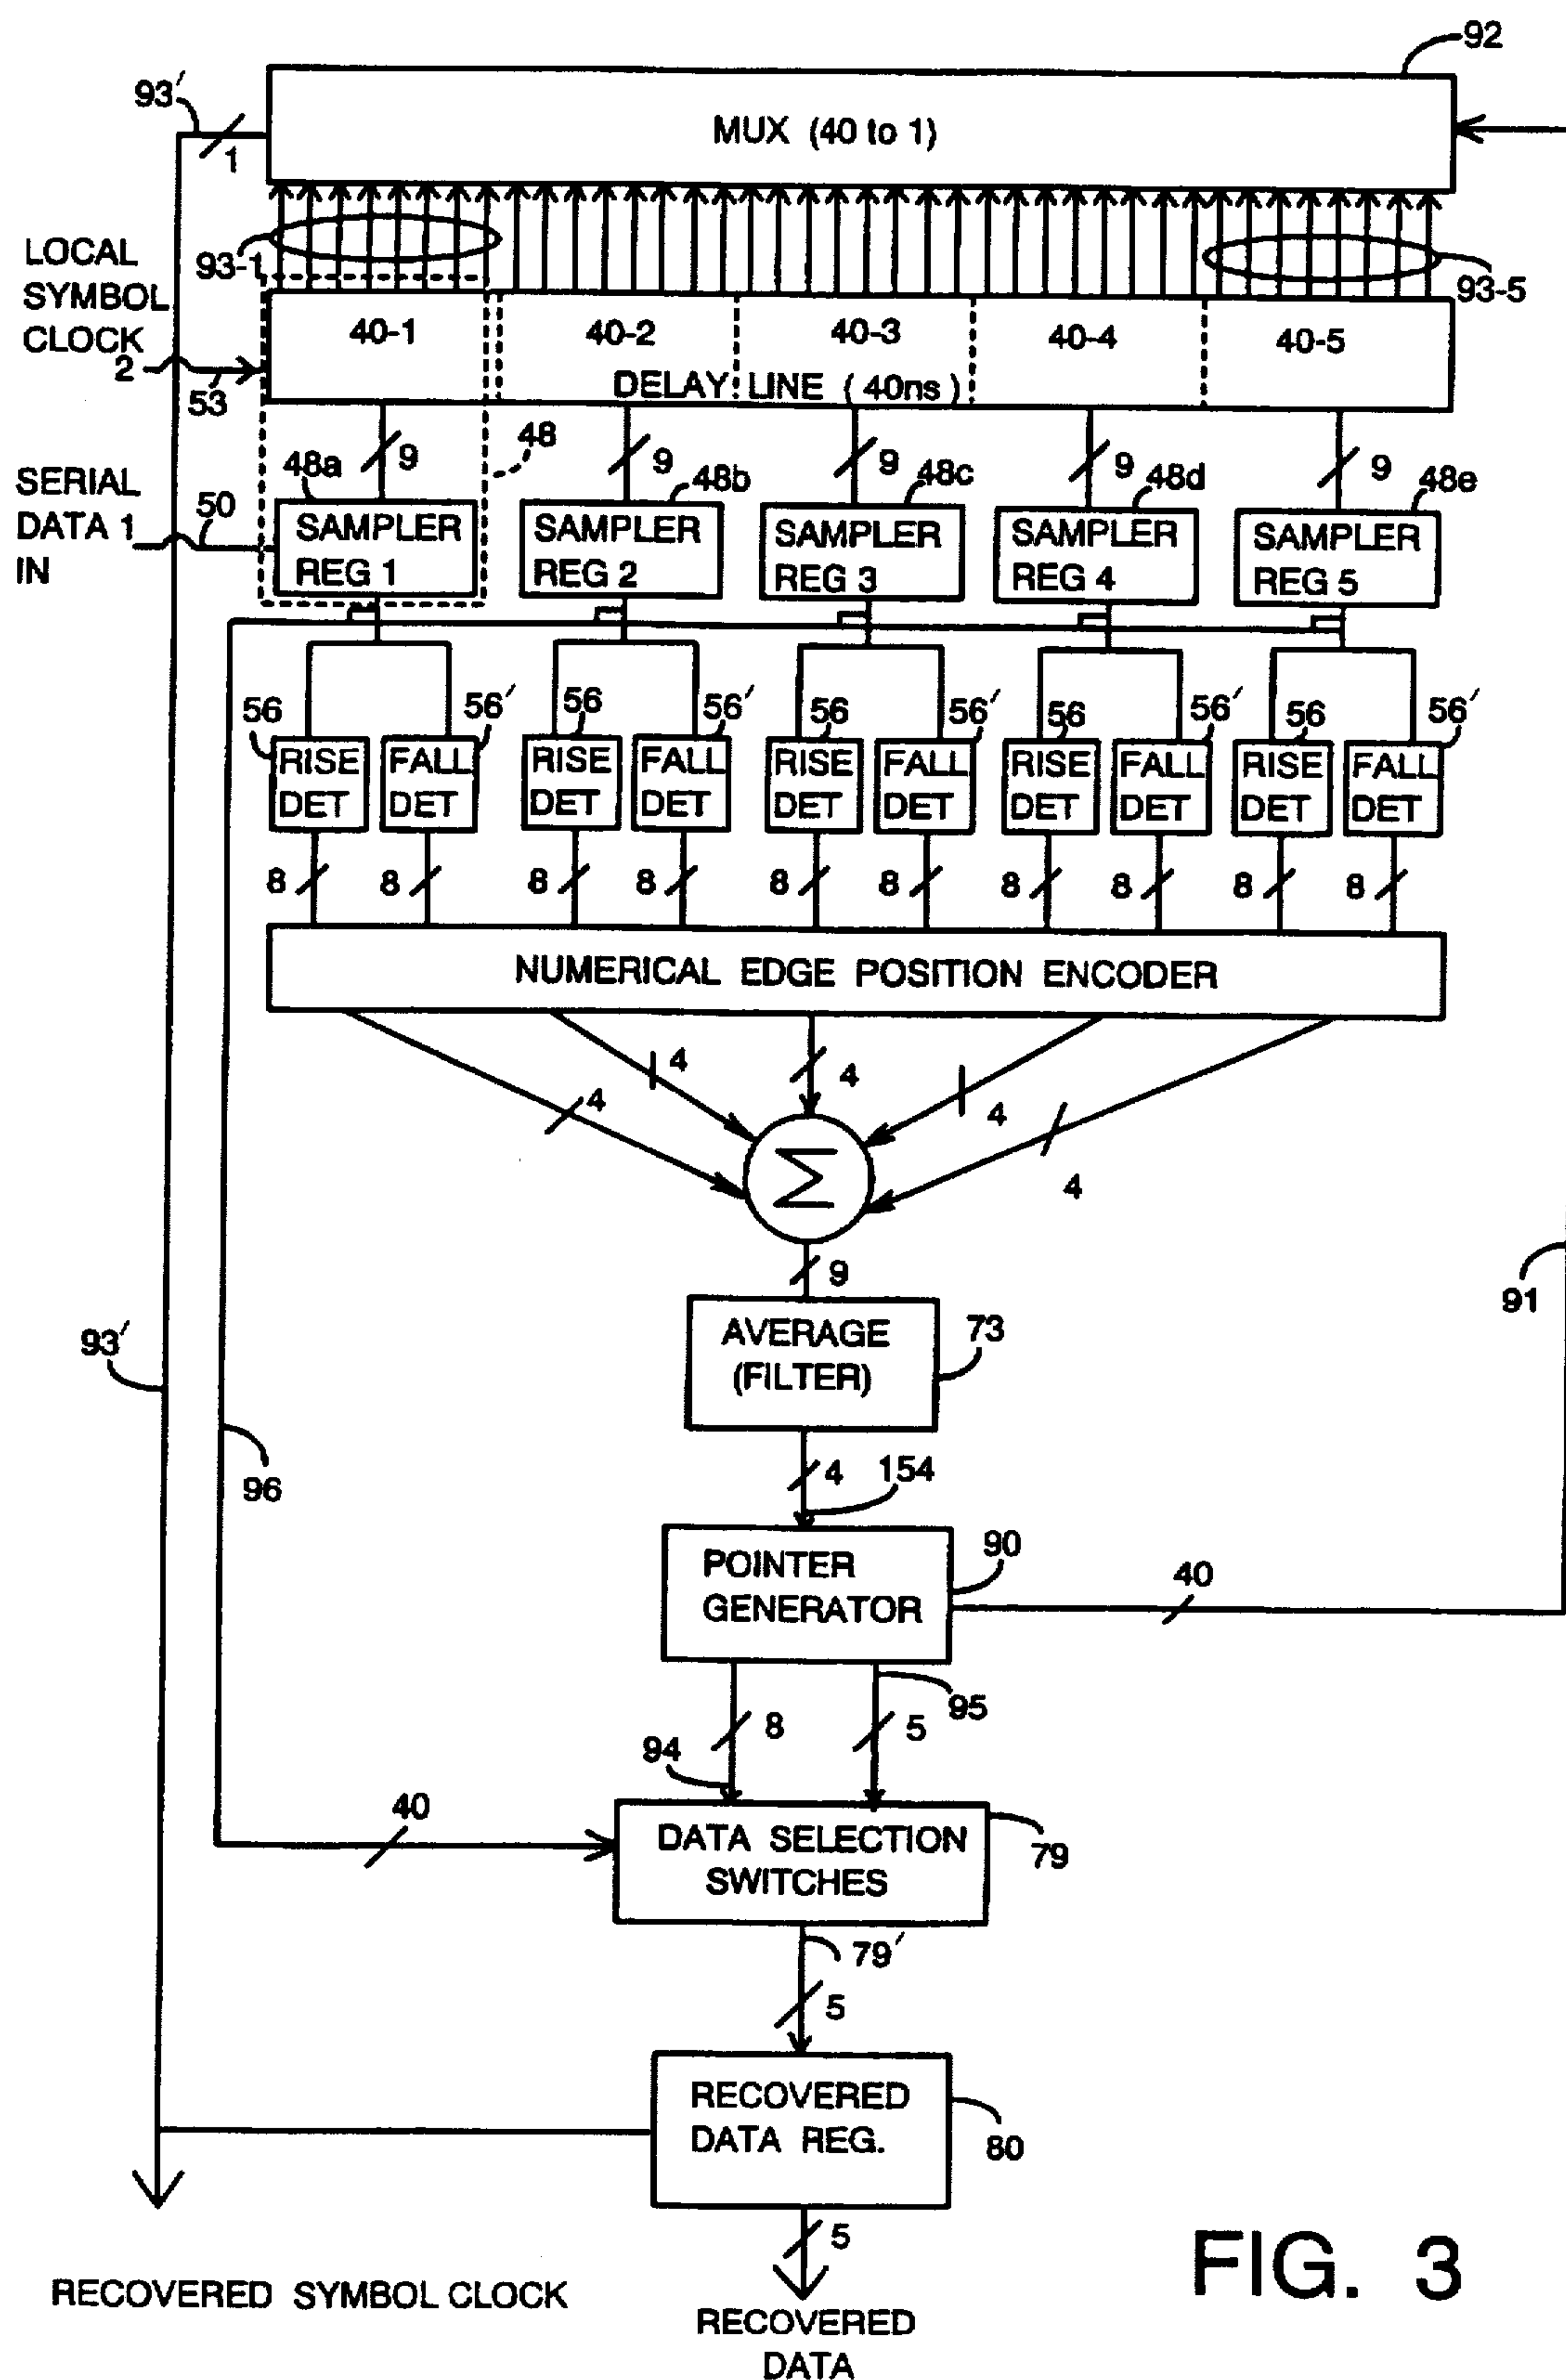 92
93′
MUX (40 to 1)
1
LOCAL
SYMBOL
CLOCK
2
93-1
93-5
40-1
40-2
40-3
40-4
40-5
DELAY LINE (40ns)
53
SERIAL
DATA 1
IN
50
48a
9
48
9
48b
9
48c
9
48d
9
48e
SAMPLER
REG 1
SAMPLER
REG 2
SAMPLER
REG 3
SAMPLER
REG 4
SAMPLER
REG 5
56
56′
56
56′
56
56′
56
56′
56
56′
RISE
DET
FALL
DET
RISE
DET
FALL
DET
RISE
DET
FALL
DET
RISE
DET
FALL
DET
RISE
DET
FALL
DET
8
8
8
8
8
8
8
8
8
8
NUMERICAL EDGE POSITION ENCODER
4
4
4
4
4
Σ
9
91
93′
AVERAGE
(FILTER)
73
96
4
154
POINTER
GENERATOR
90
40
95
8
5
94
40
DATA SELECTION
SWITCHES
79
79′
5
RECOVERED
DATA REG.
80
5
RECOVERED SYMBOL CLOCK
RECOVERED
DATA
FIG. 3